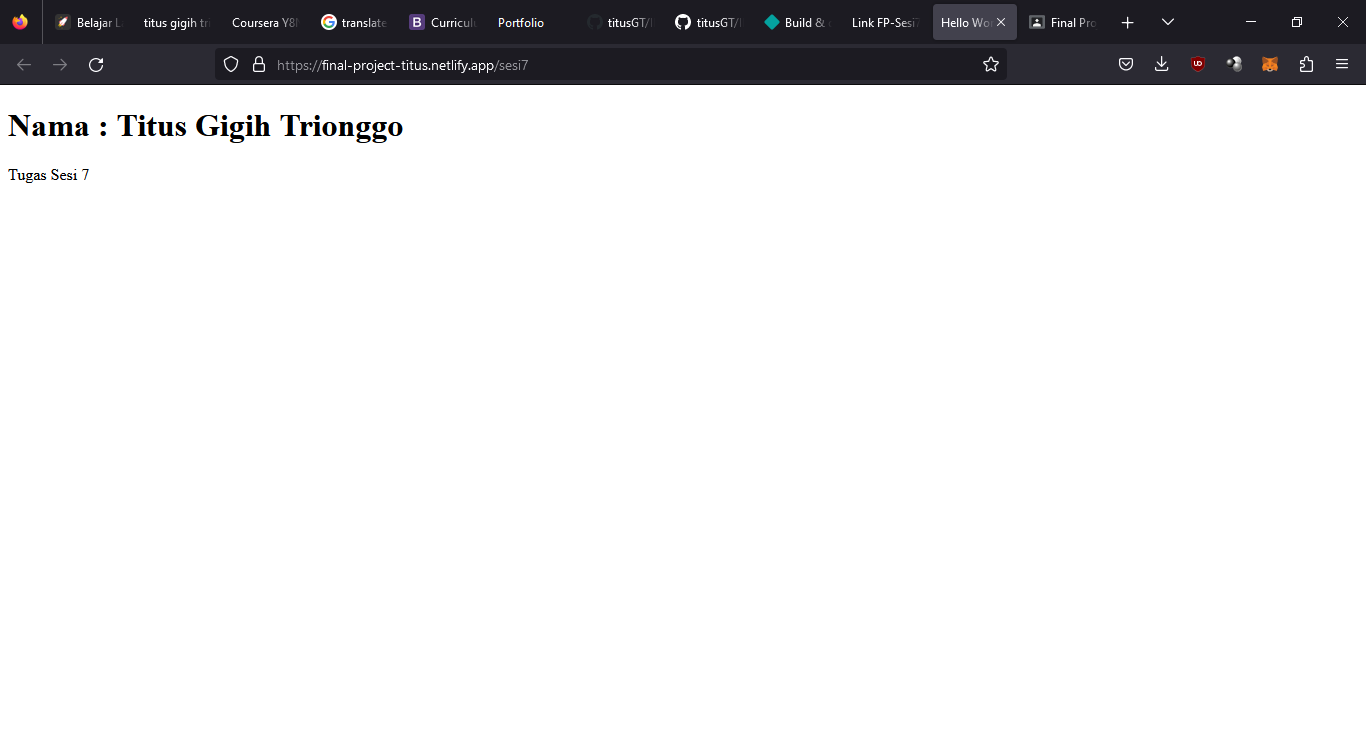 Belajar L
titus gigih tri
Coursera Y8
translate
Curricul
Portfolio
titusGT/
titusGT/
Build &
Link FP-Sesi7
Hello Wo
Final Pro
https://final-project-titus.netlify.app/sesi7
Nama : Titus Gigih Trionggo
Tugas Sesi 7